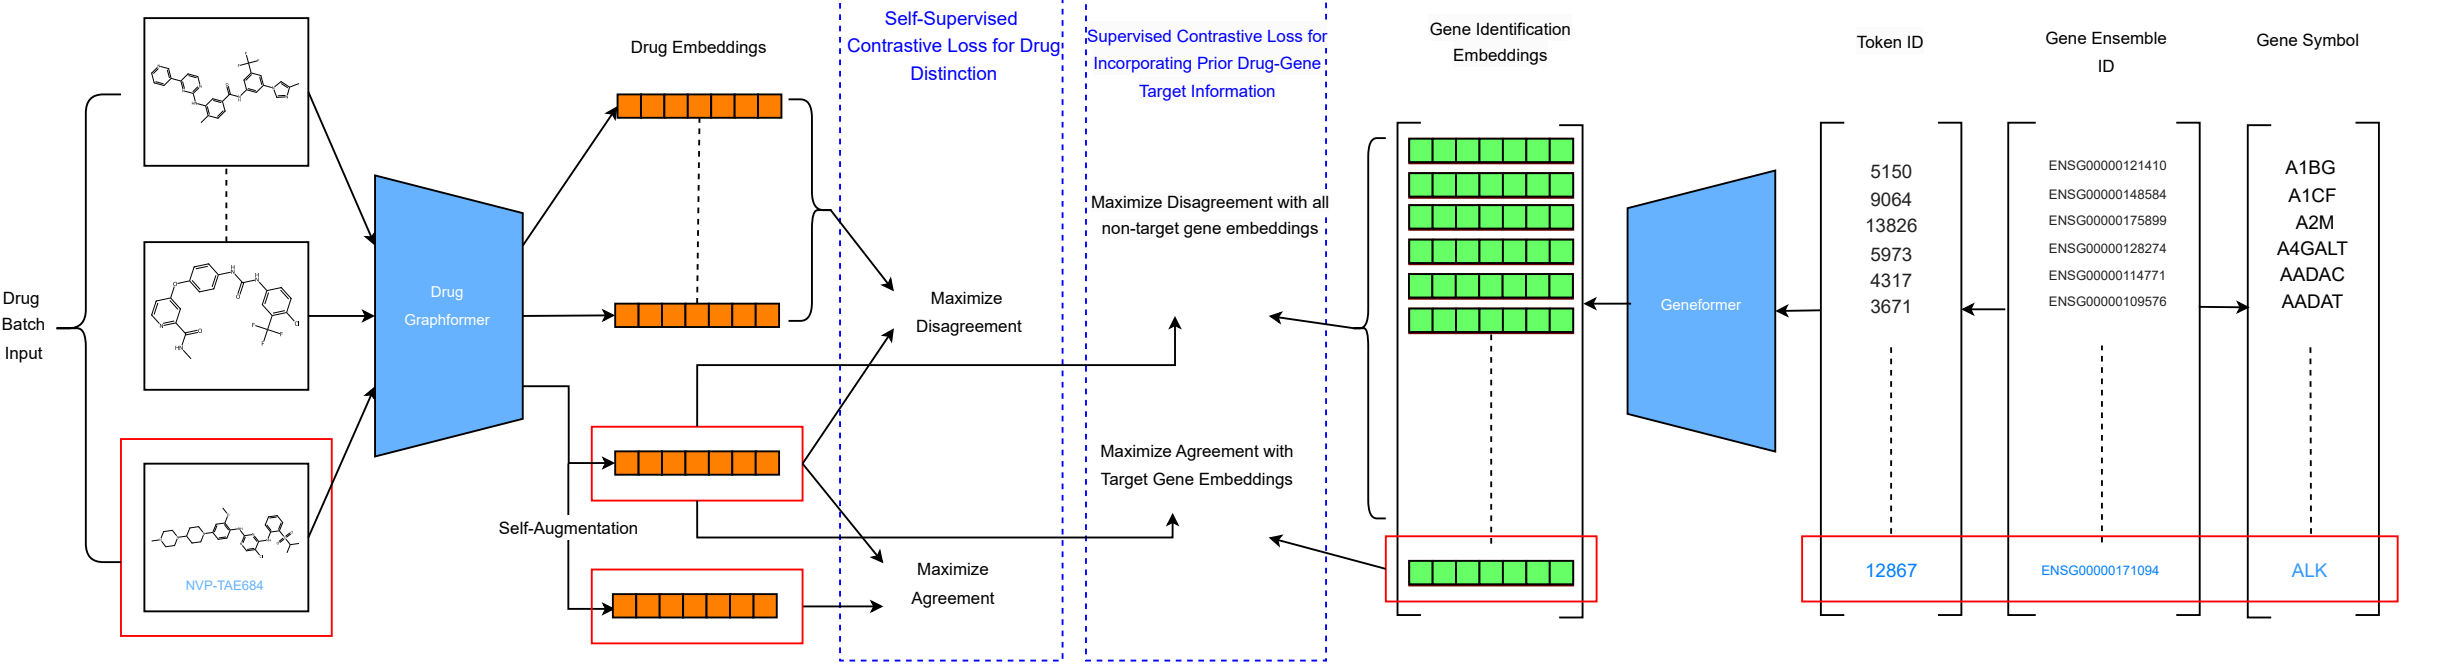 Drug
Batch
Input
NVP-TAE684
Drug
Graphformer
Drug Embeddings
Self-Augmentation
Self-Supervised
Contrastive Loss for Drug
Distinction
Maximize
Disagreement
Maximize
Agreement
Supervised Contrastive Loss for
Incorporating Prior Drug-Gene
Target Information
Maximize Disagreement with all
non-target gene embeddings
Maximize Agreement with
Target Gene Embeddings
Gene Identification
Embeddings
Geneformer
Token ID
5150
9064
13826
5973
4317
3671
12867
Gene Ensemble
ID
ENSG00000121410
ENSG00000148584
ENSG00000175899
ENSG00000128274
ENSG00000114771
ENSG00000109576
ENSG00000171094
Gene Symbol
A1BG
A1CF
A2M
A4GALT
AADAC
AADAT
ALK